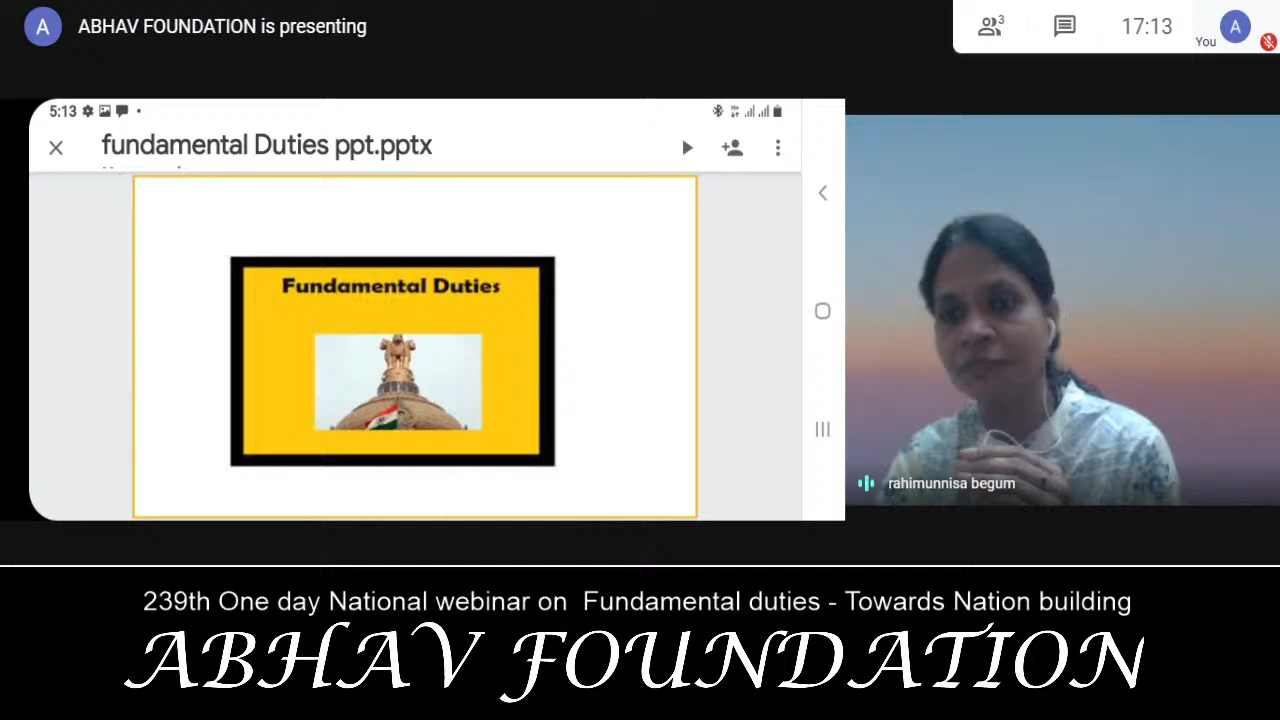 A ABHAV FOUNDATION is presenting
3
17:13
You
A
5:13
fundamental Duties ppt.pptx
Fundamental Duties
rahimunnisa begum
239th One day National webinar on Fundamental duties - Towards Nation building
ABHAV FOUNDATION